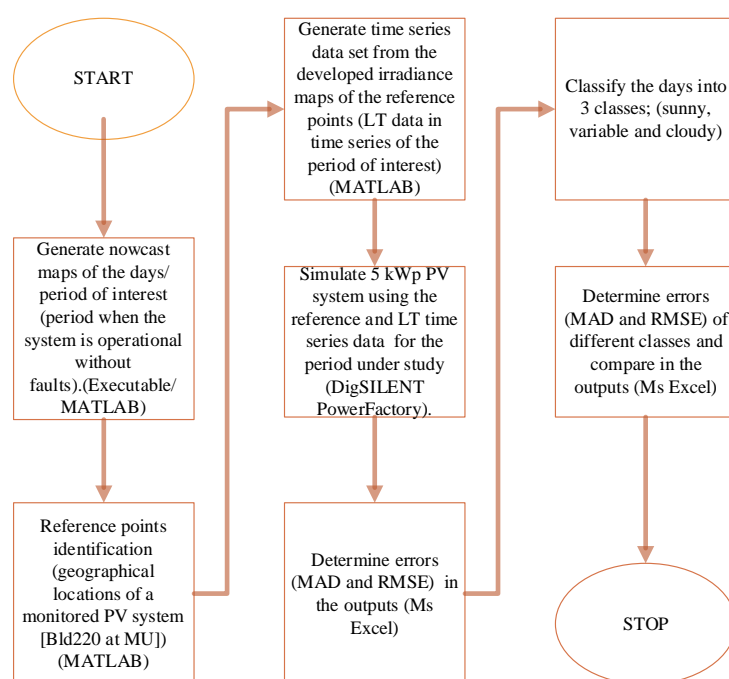 START
Generate nowcast
maps of the days/
period of interest
(period when the
system is operational
without
faults).(Executable/
MATLAB)
Reference points
identification
(geographical
locations of a
monitored PV system
[Bld220 at MU])
(MATLAB)
Generate time series
data set from the
developed irradiance
maps of the reference
points (LT data in
time series of the
period of interest)
(MATLAB)
Simulate 5 kWp PV
system using the
reference and LT time
series data for the
period under study
(DigSILENT
PowerFactory).
Determine errors
(MAD and RMSE) in
the outputs (Ms
Excel)
Classify the days into
3 classes; (sunny,
variable and cloudy)
Determine errors
(MAD and RMSE) of
different classes and
compare in the
outputs (Ms Excel)
STOP